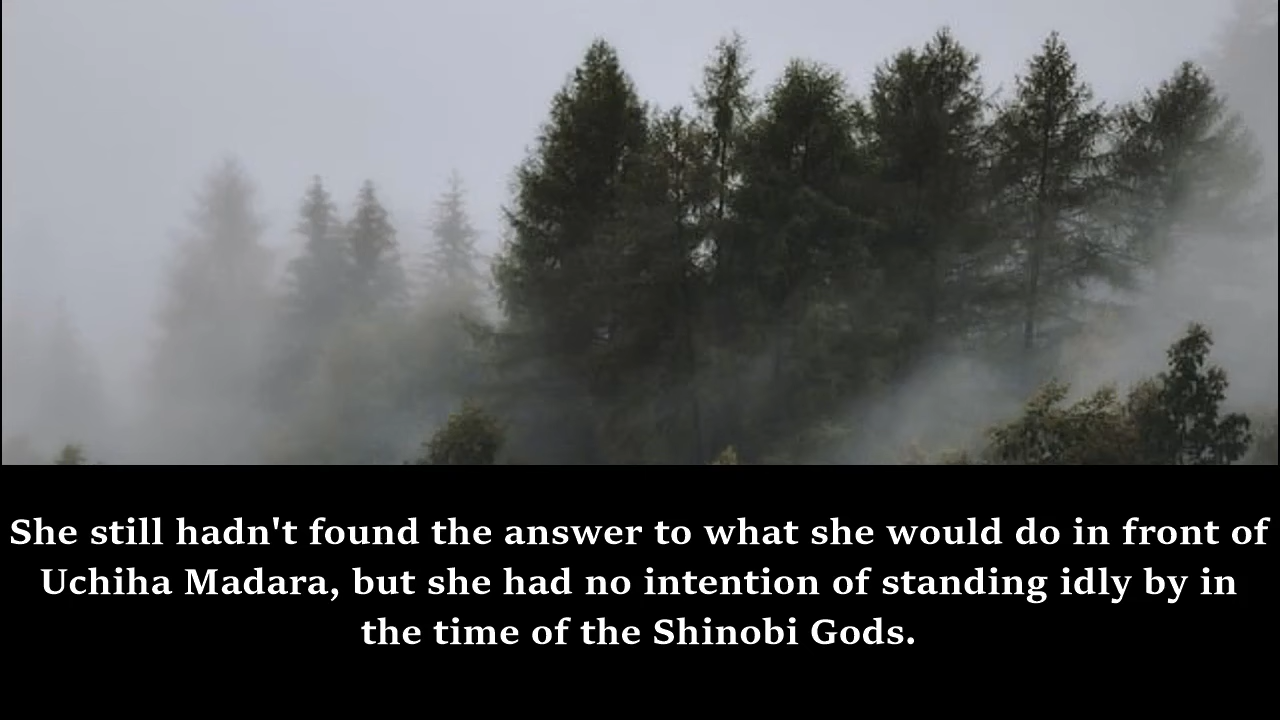 She still hadn't found the answer to what she would do in front of
Uchiha Madara, but she had no intention of standing idly by in
the time of the Shinobi Gods.